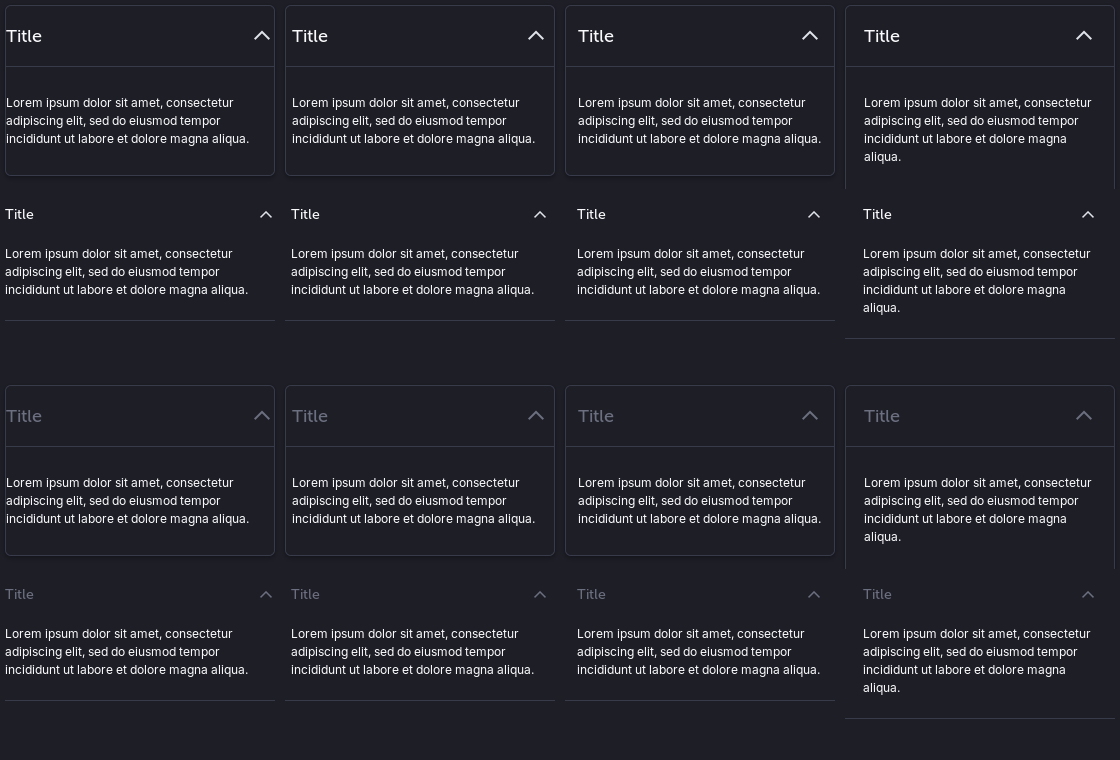 Title
Lorem ipsum dolor sit amet, consectetur
adipiscing elit, sed do eiusmod tempor
incididunt ut labore et dolore magna aliqua.
Title
Lorem ipsum dolor sit amet, consectetur
adipiscing elit, sed do eiusmod tempor
incididunt ut labore et dolore magna aliqua.
Title
Lorem ipsum dolor sit amet, consectetur
adipiscing elit, sed do eiusmod tempor
incididunt ut labore et dolore magna aliqua.
Title
Lorem ipsum dolor sit amet, consectetur
adipiscing elit, sed do eiusmod tempor
incididunt ut labore et dolore magna
aliqua.
Title
Lorem ipsum dolor sit amet, consectetur
adipiscing elit, sed do eiusmod tempor
incididunt ut labore et dolore magna aliqua.
Title
Lorem ipsum dolor sit amet, consectetur
adipiscing elit, sed do eiusmod tempor
incididunt ut labore et dolore magna aliqua.
Title
Lorem ipsum dolor sit amet, consectetur
adipiscing elit, sed do eiusmod tempor
incididunt ut labore et dolore magna aliqua.
Title
Lorem ipsum dolor sit amet, consectetur
adipiscing elit, sed do eiusmod tempor
incididunt ut labore et dolore magna
aliqua.
Title
Lorem ipsum dolor sit amet, consectetur
adipiscing elit, sed do eiusmod tempor
incididunt ut labore et dolore magna aliqua.
Title
Lorem ipsum dolor sit amet, consectetur
adipiscing elit, sed do eiusmod tempor
incididunt ut labore et dolore magna aliqua.
Title
Lorem ipsum dolor sit amet, consectetur
adipiscing elit, sed do eiusmod tempor
incididunt ut labore et dolore magna aliqua.
Title
Lorem ipsum dolor sit amet, consectetur
adipiscing elit, sed do eiusmod tempor
incididunt ut labore et dolore magna
aliqua.
Title
Lorem ipsum dolor sit amet, consectetur
adipiscing elit, sed do eiusmod tempor
incididunt ut labore et dolore magna aliqua.
Title
Lorem ipsum dolor sit amet, consectetur
adipiscing elit, sed do eiusmod tempor
incididunt ut labore et dolore magna aliqua.
Title
Lorem ipsum dolor sit amet, consectetur
adipiscing elit, sed do eiusmod tempor
incididunt ut labore et dolore magna aliqua.
Title
Lorem ipsum dolor sit amet, consectetur
adipiscing elit, sed do eiusmod tempor
incididunt ut labore et dolore magna
aliqua.